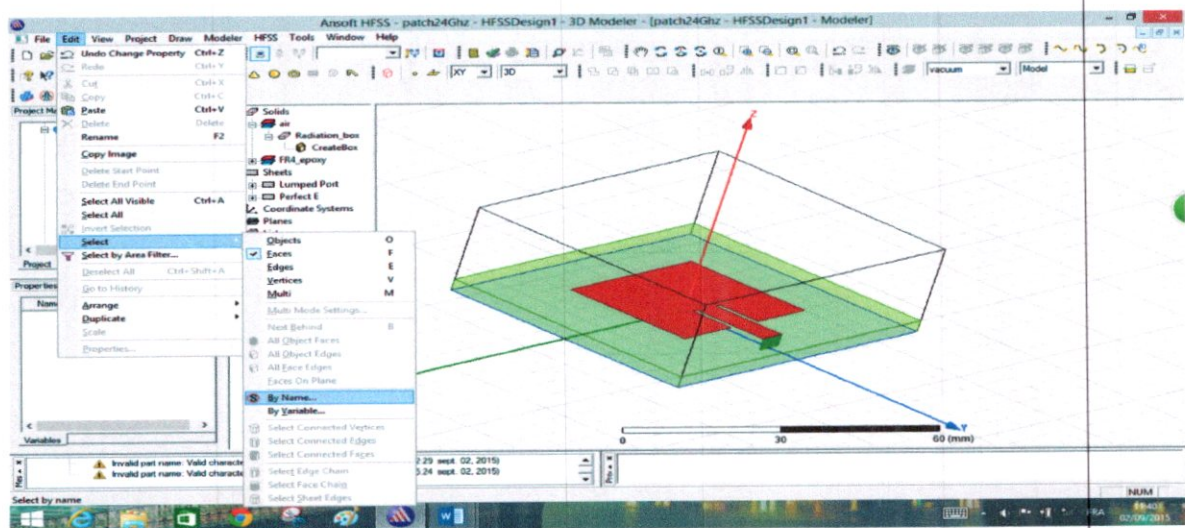 Ansoft HFSS - patch24Ghz - HFSSDesign1 - 3D Modeler - [patch24Ghz - HFSSDesign1 - Modeler]
File Edit View Project Draw Modeler HFSS Tools Window Help
Undo Change Property Ctrl+Z
Redo Ctrl+Y
Cut Ctrl+X
Copy Ctrl+C
Paste Ctrl+V
Delete Delete
Rename F2
Copy Image
Delete Start Point
Delete End Point
Select All Visible Ctrl+A
Select All
Invert Selection
Select
Select by Area Filter...
Deselect All Ctrl+Shift+A
Go to History
Arrange
Duplicate
Scale
Properties...
XY
3D
vacuum
Model
Project
Properties
Nam
Variables
Solids
air
Radiation_box
CreateBox
FR4_epoxy
Sheets
Lumped Port
Perfect E
Coordinate Systems
Planes
Objects O
Faces F
Edges E
Vertices V
Multi M
Multi Mode Settings...
Next Behind B
All Object Faces
All Object Edges
All Face Edges
Faces On Plane
By Name...
By Variable...
Select Connected Vertices
Select Connected Edges
Select Connected Faces
Select Edge Chain
Select Face Chain
Select Sheet Edges
Z
Y
0 30 60 (mm)
Invalid part name: Valid characte
2:29 sept. 02, 2015)
Invalid part name: Valid characte
24 sept. 02, 2015)
Select by name
NUM
FRA
02/09/2015